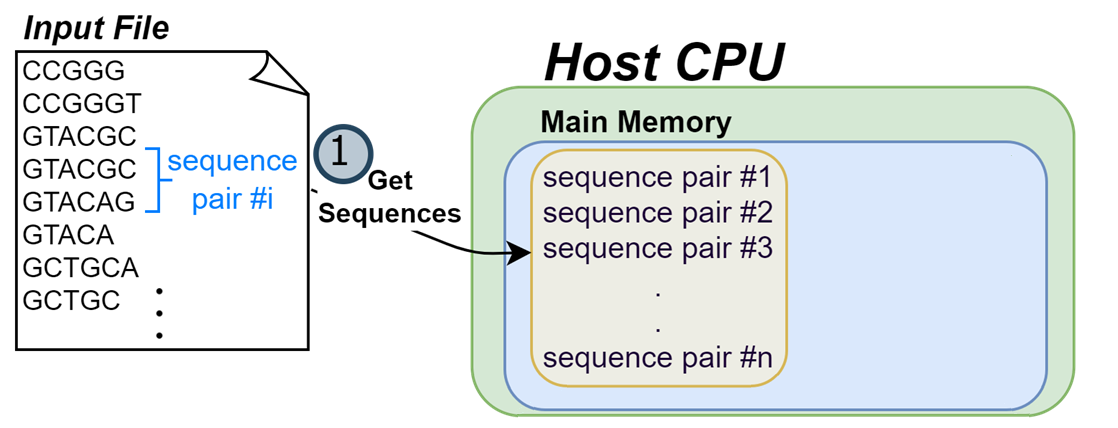 Input File
CCGGG
CCGGGT
GTACGC
GTACGC
GTACAG
GTACA
GCTGCA
GCTGC
sequence
pair #i
1
Get
Sequences
Host CPU
Main Memory
sequence pair #1
sequence pair #2
sequence pair #3
.
.
sequence pair #n